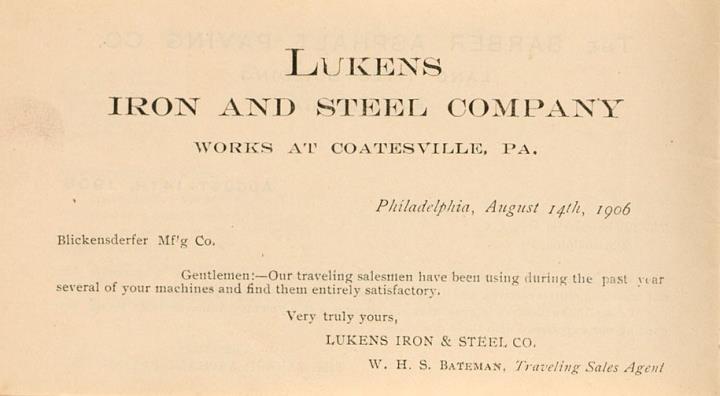 LUKENS
IRON AND STEEL COMPANY
WORKS AT COATESVILLE, PA.
Philadelphia, August 14th, 1906
Blickensderfer Mf'g Co.
Gentlemen:—Our traveling salesmen have been using during the past year
several of your machines and find them entirely satisfactory.
Very truly yours,
LUKENS IRON & STEEL CO.
W. H. S. BATEMAN, Traveling Sales Agent